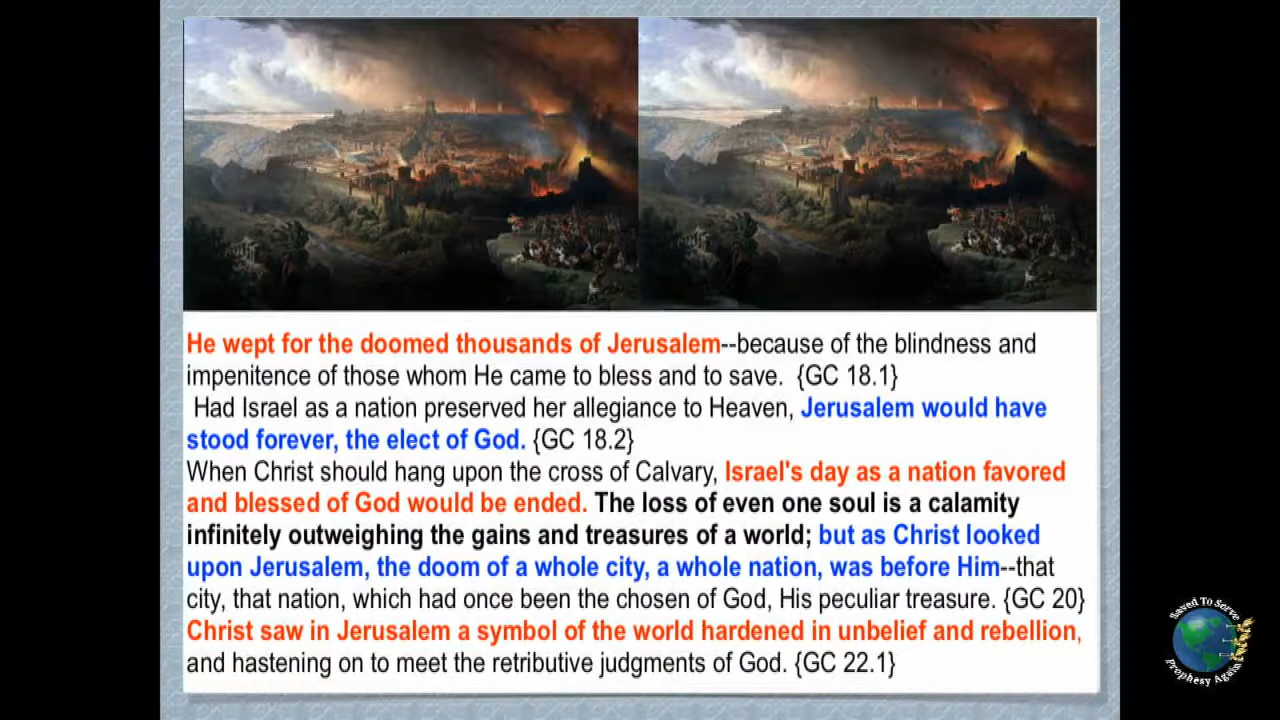 He wept for the doomed thousands of Jerusalem--because of the blindness and
impenitence of those whom He came to bless and to save.  {GC 18.1}
Had Israel as a nation preserved her allegiance to Heaven, Jerusalem would have
stood forever, the elect of God. {GC 18.2}
When Christ should hang upon the cross of Calvary, Israel's day as a nation favored
and blessed of God would be ended. The loss of even one soul is a calamity
infinitely outweighing the gains and treasures of a world; but as Christ looked
upon Jerusalem, the doom of a whole city, a whole nation, was before Him--that
city, that nation, which had once been the chosen of God, His peculiar treasure. {GC 20}
Christ saw in Jerusalem a symbol of the world hardened in unbelief and rebellion,
and hastening on to meet the retributive judgments of God. {GC 22.1}
Saved To Serve
Prophesy Again